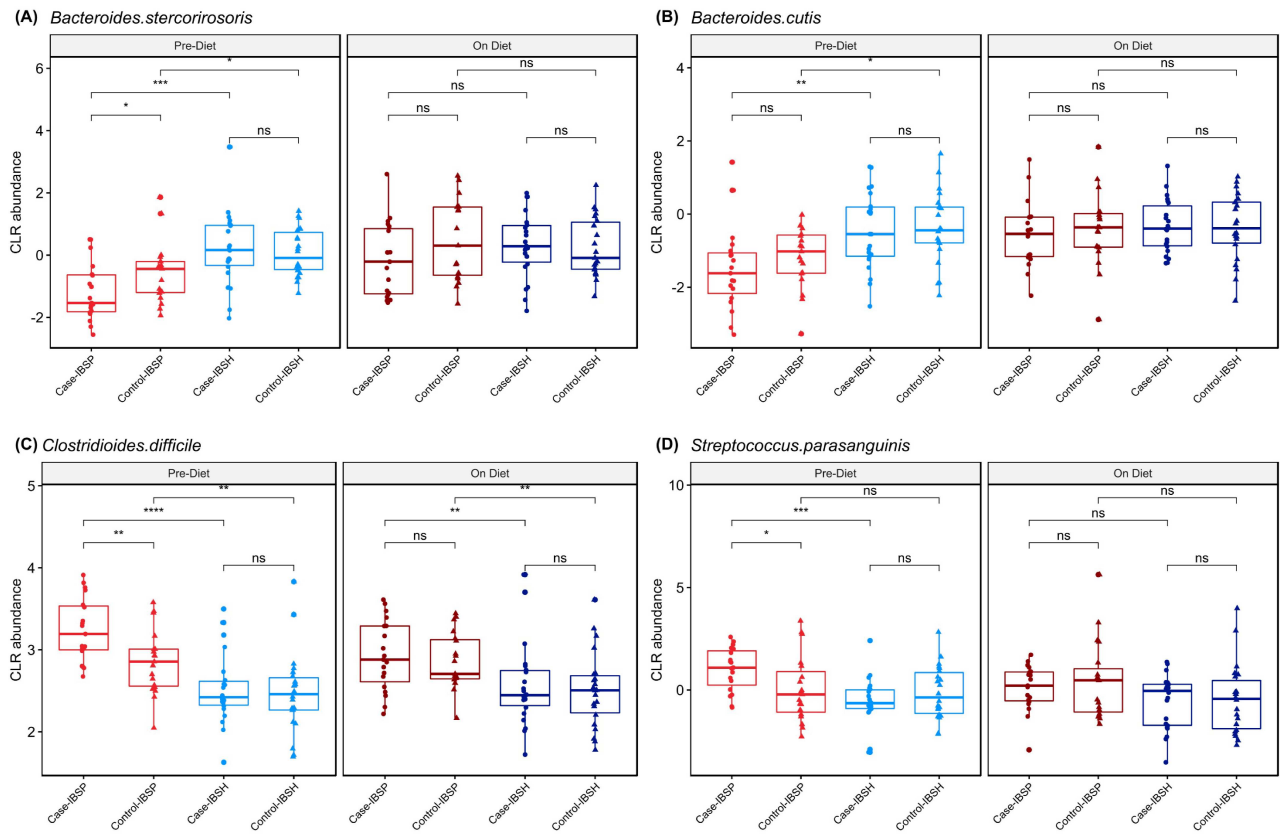 (A) Bacteroides.stercorirosoris
Pre-Diet
On Diet
CLR abundance
6
4
2
0
-2
*
***
*
ns
ns
ns
ns
ns
Case-IBSP
Control-IBSP
Case-IBSH
Control-IBSH
Case-IBSP
Control-IBSP
Case-IBSH
Control-IBSH
(B) Bacteroides.cutis
Pre-Diet
On Diet
CLR abundance
4
2
0
-2
*
**
ns
ns
ns
ns
ns
ns
Case-IBSP
Control-IBSP
Case-IBSH
Control-IBSH
Case-IBSP
Control-IBSP
Case-IBSH
Control-IBSH
(C) Clostridioides.difficile
Pre-Diet
On Diet
CLR abundance
5
4
3
2
**
****
**
ns
**
**
ns
ns
Case-IBSP
Control-IBSP
Case-IBSH
Control-IBSH
Case-IBSP
Control-IBSP
Case-IBSH
Control-IBSH
(D) Streptococcus.parasanguinis
Pre-Diet
On Diet
CLR abundance
10
5
0
ns
***
*
ns
ns
ns
ns
ns
Case-IBSP
Control-IBSP
Case-IBSH
Control-IBSH
Case-IBSP
Control-IBSP
Case-IBSH
Control-IBSH